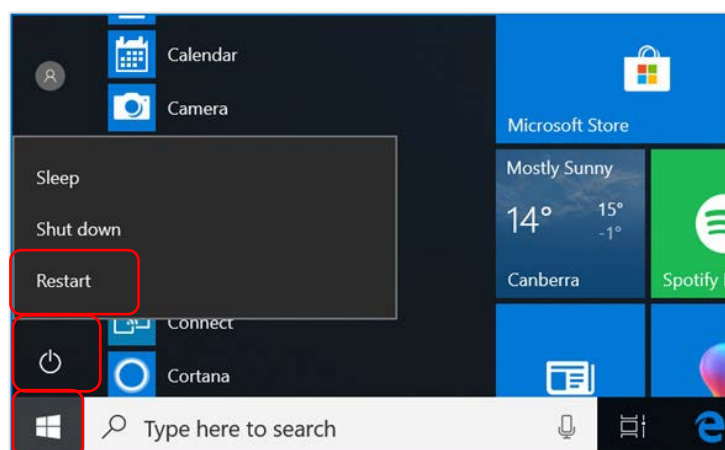 Calendar
Camera
Sleep
Shut down
Restart
Connect
Cortana
Type here to search
Microsoft Store
Mostly Sunny
14°
15°
-1°
Canberra
Spotify